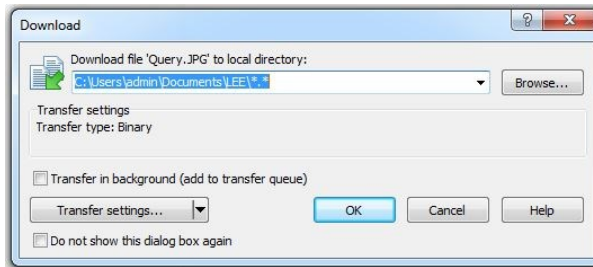 Download
Download file 'Query.JPG' to local directory:
C:\Users\admin\Documents\LEE\*.*
Browse...
Transfer settings
Transfer type: Binary
Transfer in background (add to transfer queue)
Transfer settings...
OK
Cancel
Help
Do not show this dialog box again